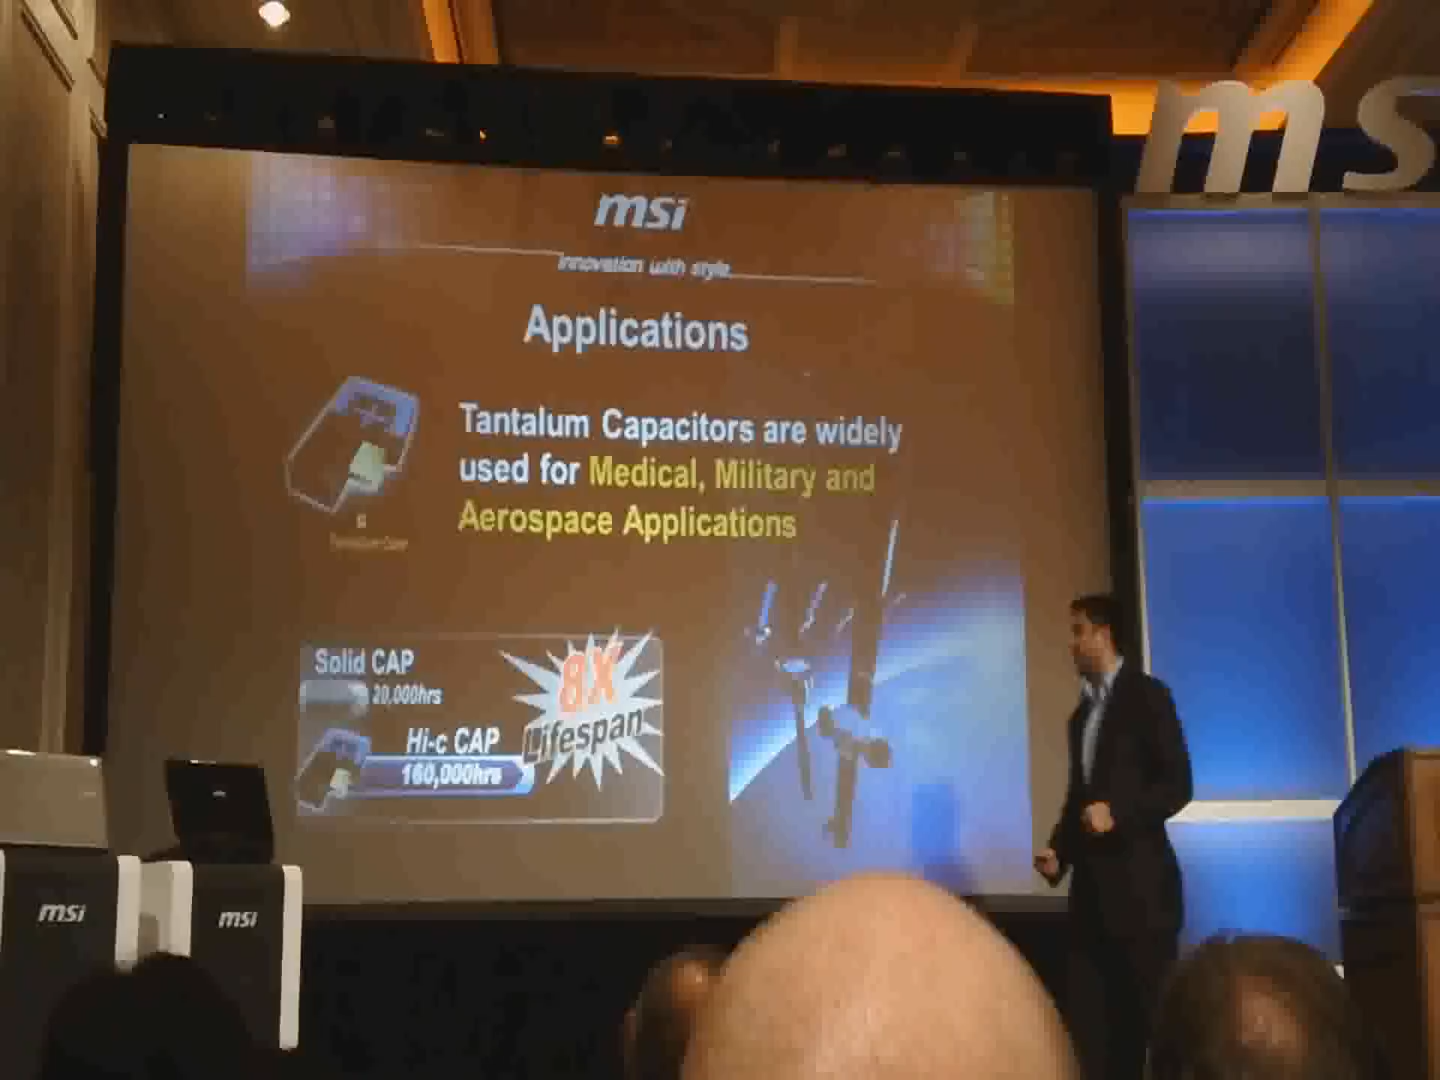 ms
msi
innovation with style
Applications
Tantalum Capacitors are widely
used for Medical, Military and
Aerospace Applications
Solid CAP
20,000hrs
8X
Lifespan
Hi-c CAP
160,000hrs
msi
msi